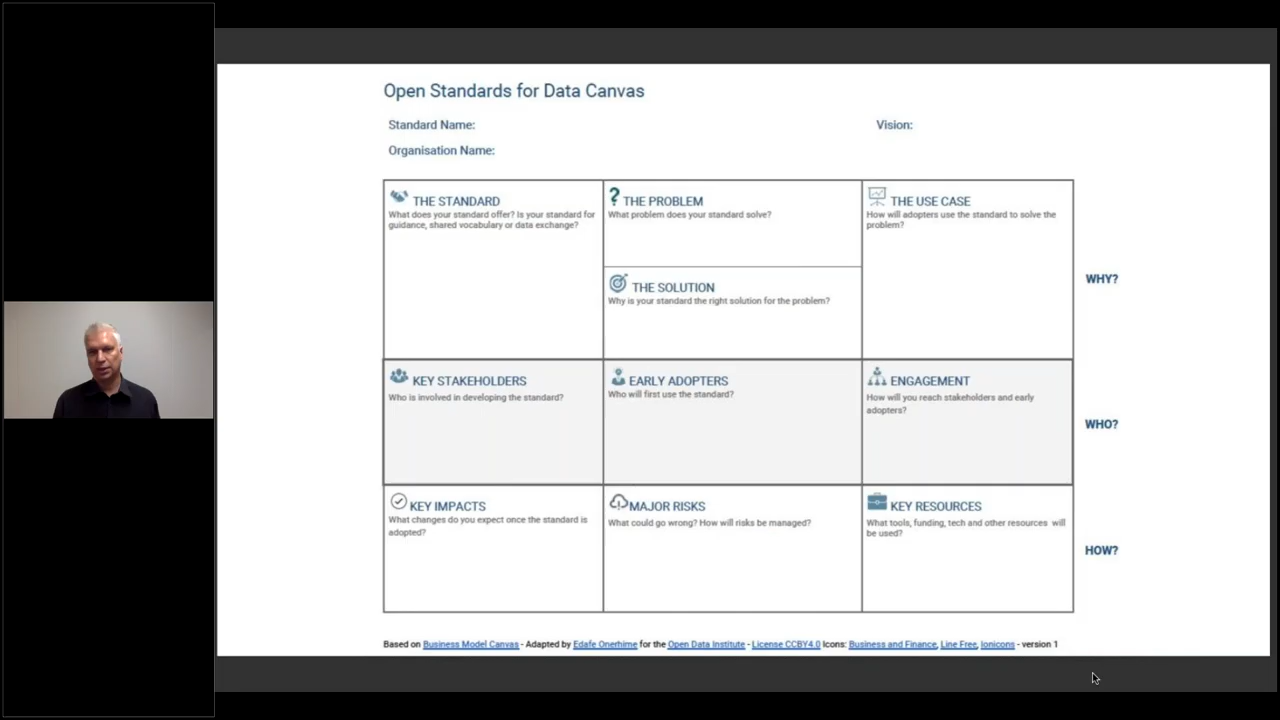 Open Standards for Data Canvas
Standard Name:
Vision:
Organisation Name:
THE STANDARD
What does your standard offer? Is your standard for
guidance, shared vocabulary or data exchange?
THE PROBLEM
What problem does your standard solve?
THE SOLUTION
Why is your standard the right solution for the problem?
THE USE CASE
How will adopters use the standard to solve the
problem?
WHY?
KEY STAKEHOLDERS
Who is involved in developing the standard?
EARLY ADOPTERS
Who will first use the standard?
ENGAGEMENT
How will you reach stakeholders and early
adopters?
WHO?
KEY IMPACTS
What changes do you expect once the standard is
adopted?
MAJOR RISKS
What could go wrong? How will risks be managed?
KEY RESOURCES
What tools, funding, tech and other resources will
be used?
HOW?
Based on Business Model Canvas - Adapted by Edafe Onerhime for the Open Data Institute - License CCBY4.0 Icons: Business and Finance, Line Free, Ionicons - version 1